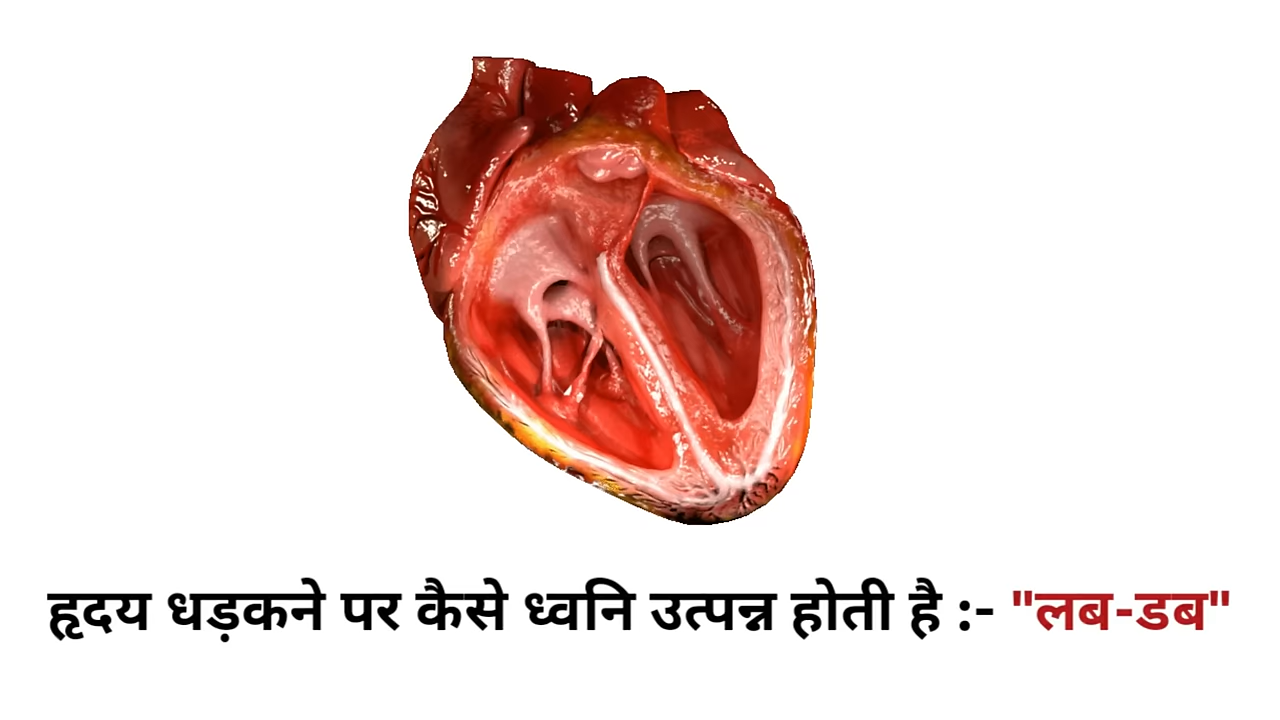 हृदय धड़कने पर कैसे ध्वनि उत्पन्न होती है :- "लब-डब"